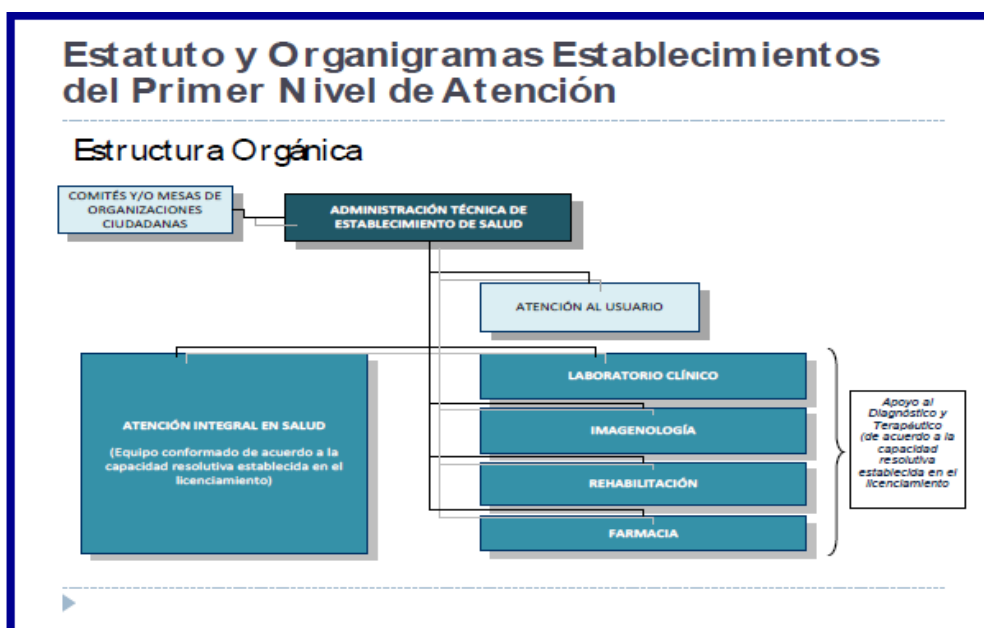 Estatuto y Organigramas Establecimientos
del Primer Nivel de Atención
Estructura Orgánica
COMITÉS Y/O MESAS DE
ORGANIZACIONES
CIUDADANAS
ADMINISTRACIÓN TÉCNICA DE
ESTABLECIMIENTO DE SALUD
ATENCIÓN AL USUARIO
ATENCIÓN INTEGRAL EN SALUD
(Equipo conformado de acuerdo a la
capacidad resolutiva establecida en el
licenciamiento)
LABORATORIO CLÍNICO
IMAGENOLOGÍA
REHABILITACIÓN
FARMACIA
Apoyo al
Diagnóstico y
Terapéutico
(de acuerdo a la
capacidad
resolutiva
establecida en el
licenciamiento